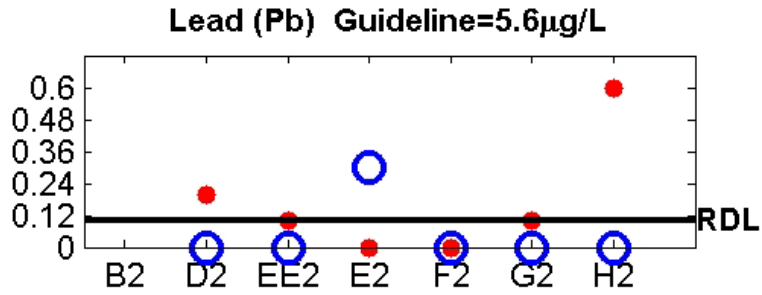 Lead (Pb) Guideline=5.6µg/L
0.6
0.48
0.36
0.24
0.12
0
RDL
B2 D2 EE2 E2 F2 G2 H2